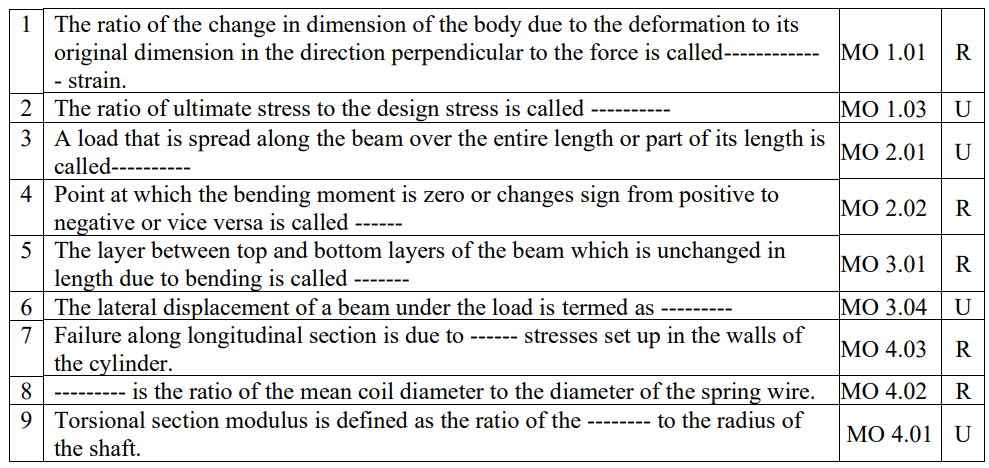 1 The ratio of the change in dimension of the body due to the deformation to its
original dimension in the direction perpendicular to the force is called------------
- strain. MO 1.01 R
2 The ratio of ultimate stress to the design stress is called ---------- MO 1.03 U
3 A load that is spread along the beam over the entire length or part of its length is
called---------- MO 2.01 U
4 Point at which the bending moment is zero or changes sign from positive to
negative or vice versa is called ------ MO 2.02 R
5 The layer between top and bottom layers of the beam which is unchanged in
length due to bending is called ------- MO 3.01 R
6 The lateral displacement of a beam under the load is termed as --------- MO 3.04 U
7 Failure along longitudinal section is due to ------ stresses set up in the walls of
the cylinder. MO 4.03 R
8 --------- is the ratio of the mean coil diameter to the diameter of the spring wire. MO 4.02 R
9 Torsional section modulus is defined as the ratio of the -------- to the radius of
the shaft. MO 4.01 U